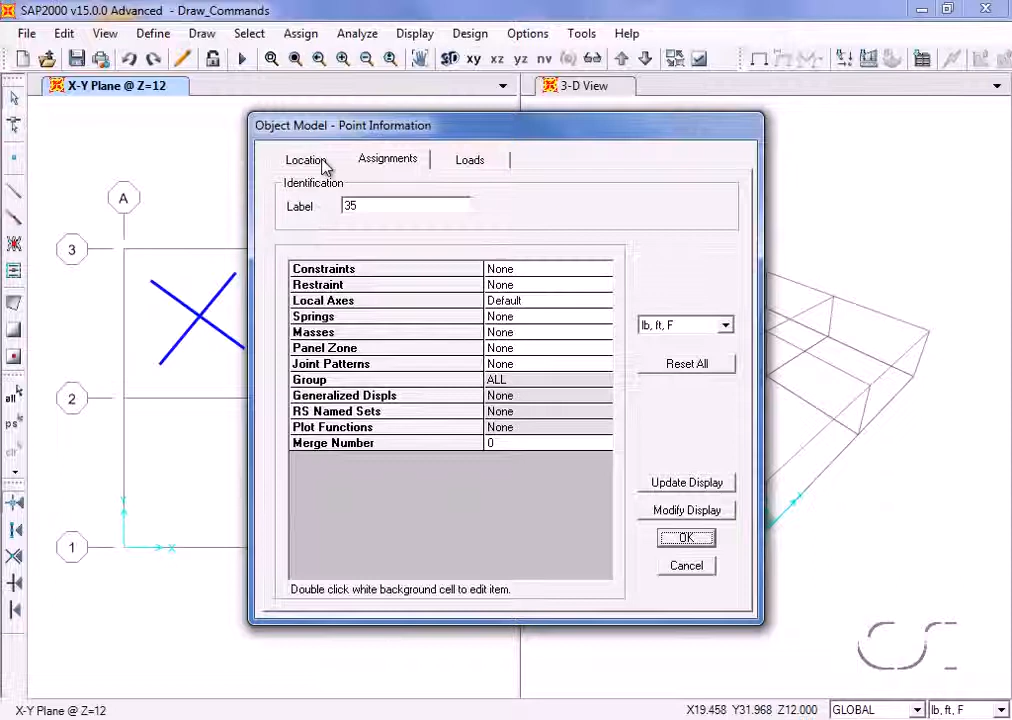 SAP2000 v15.0.0 Advanced - Draw_Commands
File Edit View Define Draw Select Assign Analyze Display Design Options Tools Help
3D xy xz yz nv
X-Y Plane @ Z=12
3-D View
Object Model - Point Information
Location Assignments Loads
Identification
Label 35
A
3
2
1
Constraints None
Restraint None
Local Axes Default
Springs None
Masses None
Panel Zone None
Joint Patterns None
Group ALL
Generalized Displs None
RS Named Sets None
Plot Functions None
Merge Number 0
lb, ft, F
Reset All
Update Display
Modify Display
OK
Cancel
Double click white background cell to edit item.
all
ps
clr
Y
X
X
CSI
X-Y Plane @ Z=12
X19.458 Y31.968 Z12.000 GLOBAL lb, ft, F